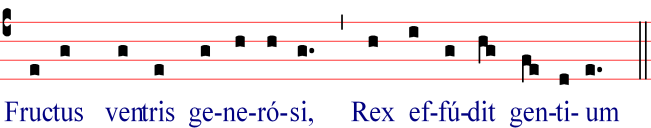 Fructus ventris ge-ne-ró-si, Rex ef-fú-dit gen-ti- um